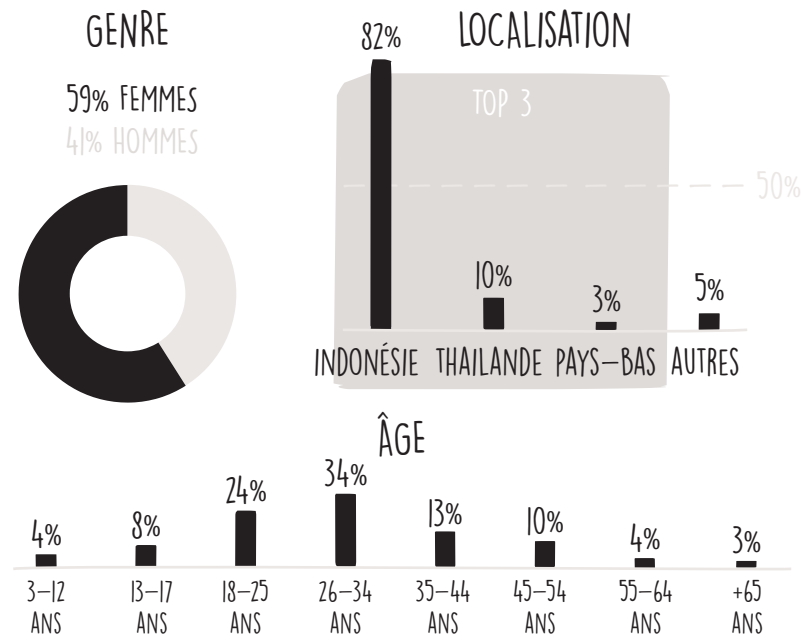 GENRE
59% FEMMES
41% HOMMES
LOCALISATION
82%
TOP 3
50%
10%
3%
5%
INDONÉSIE THAILANDE PAYS–BAS AUTRES
ÂGE
4% 8% 24% 34% 13% 10% 4% 3%
3–12 13–17 18–25 26–34 35–44 45–54 55–64 +65
ANS ANS ANS ANS ANS ANS ANS ANS